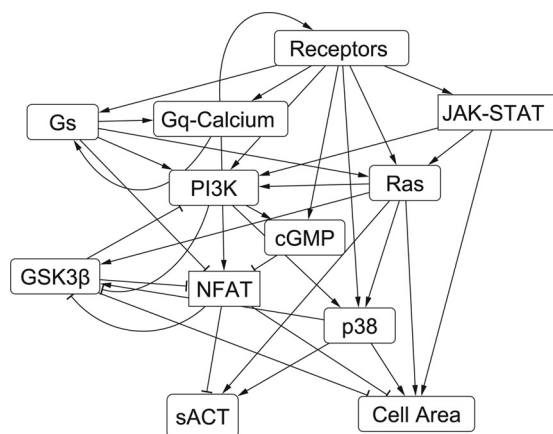 Receptors
Gs
Gq-Calcium
JAK-STAT
PI3K
Ras
cGMP
GSK3β
NFAT
p38
sACT
Cell Area